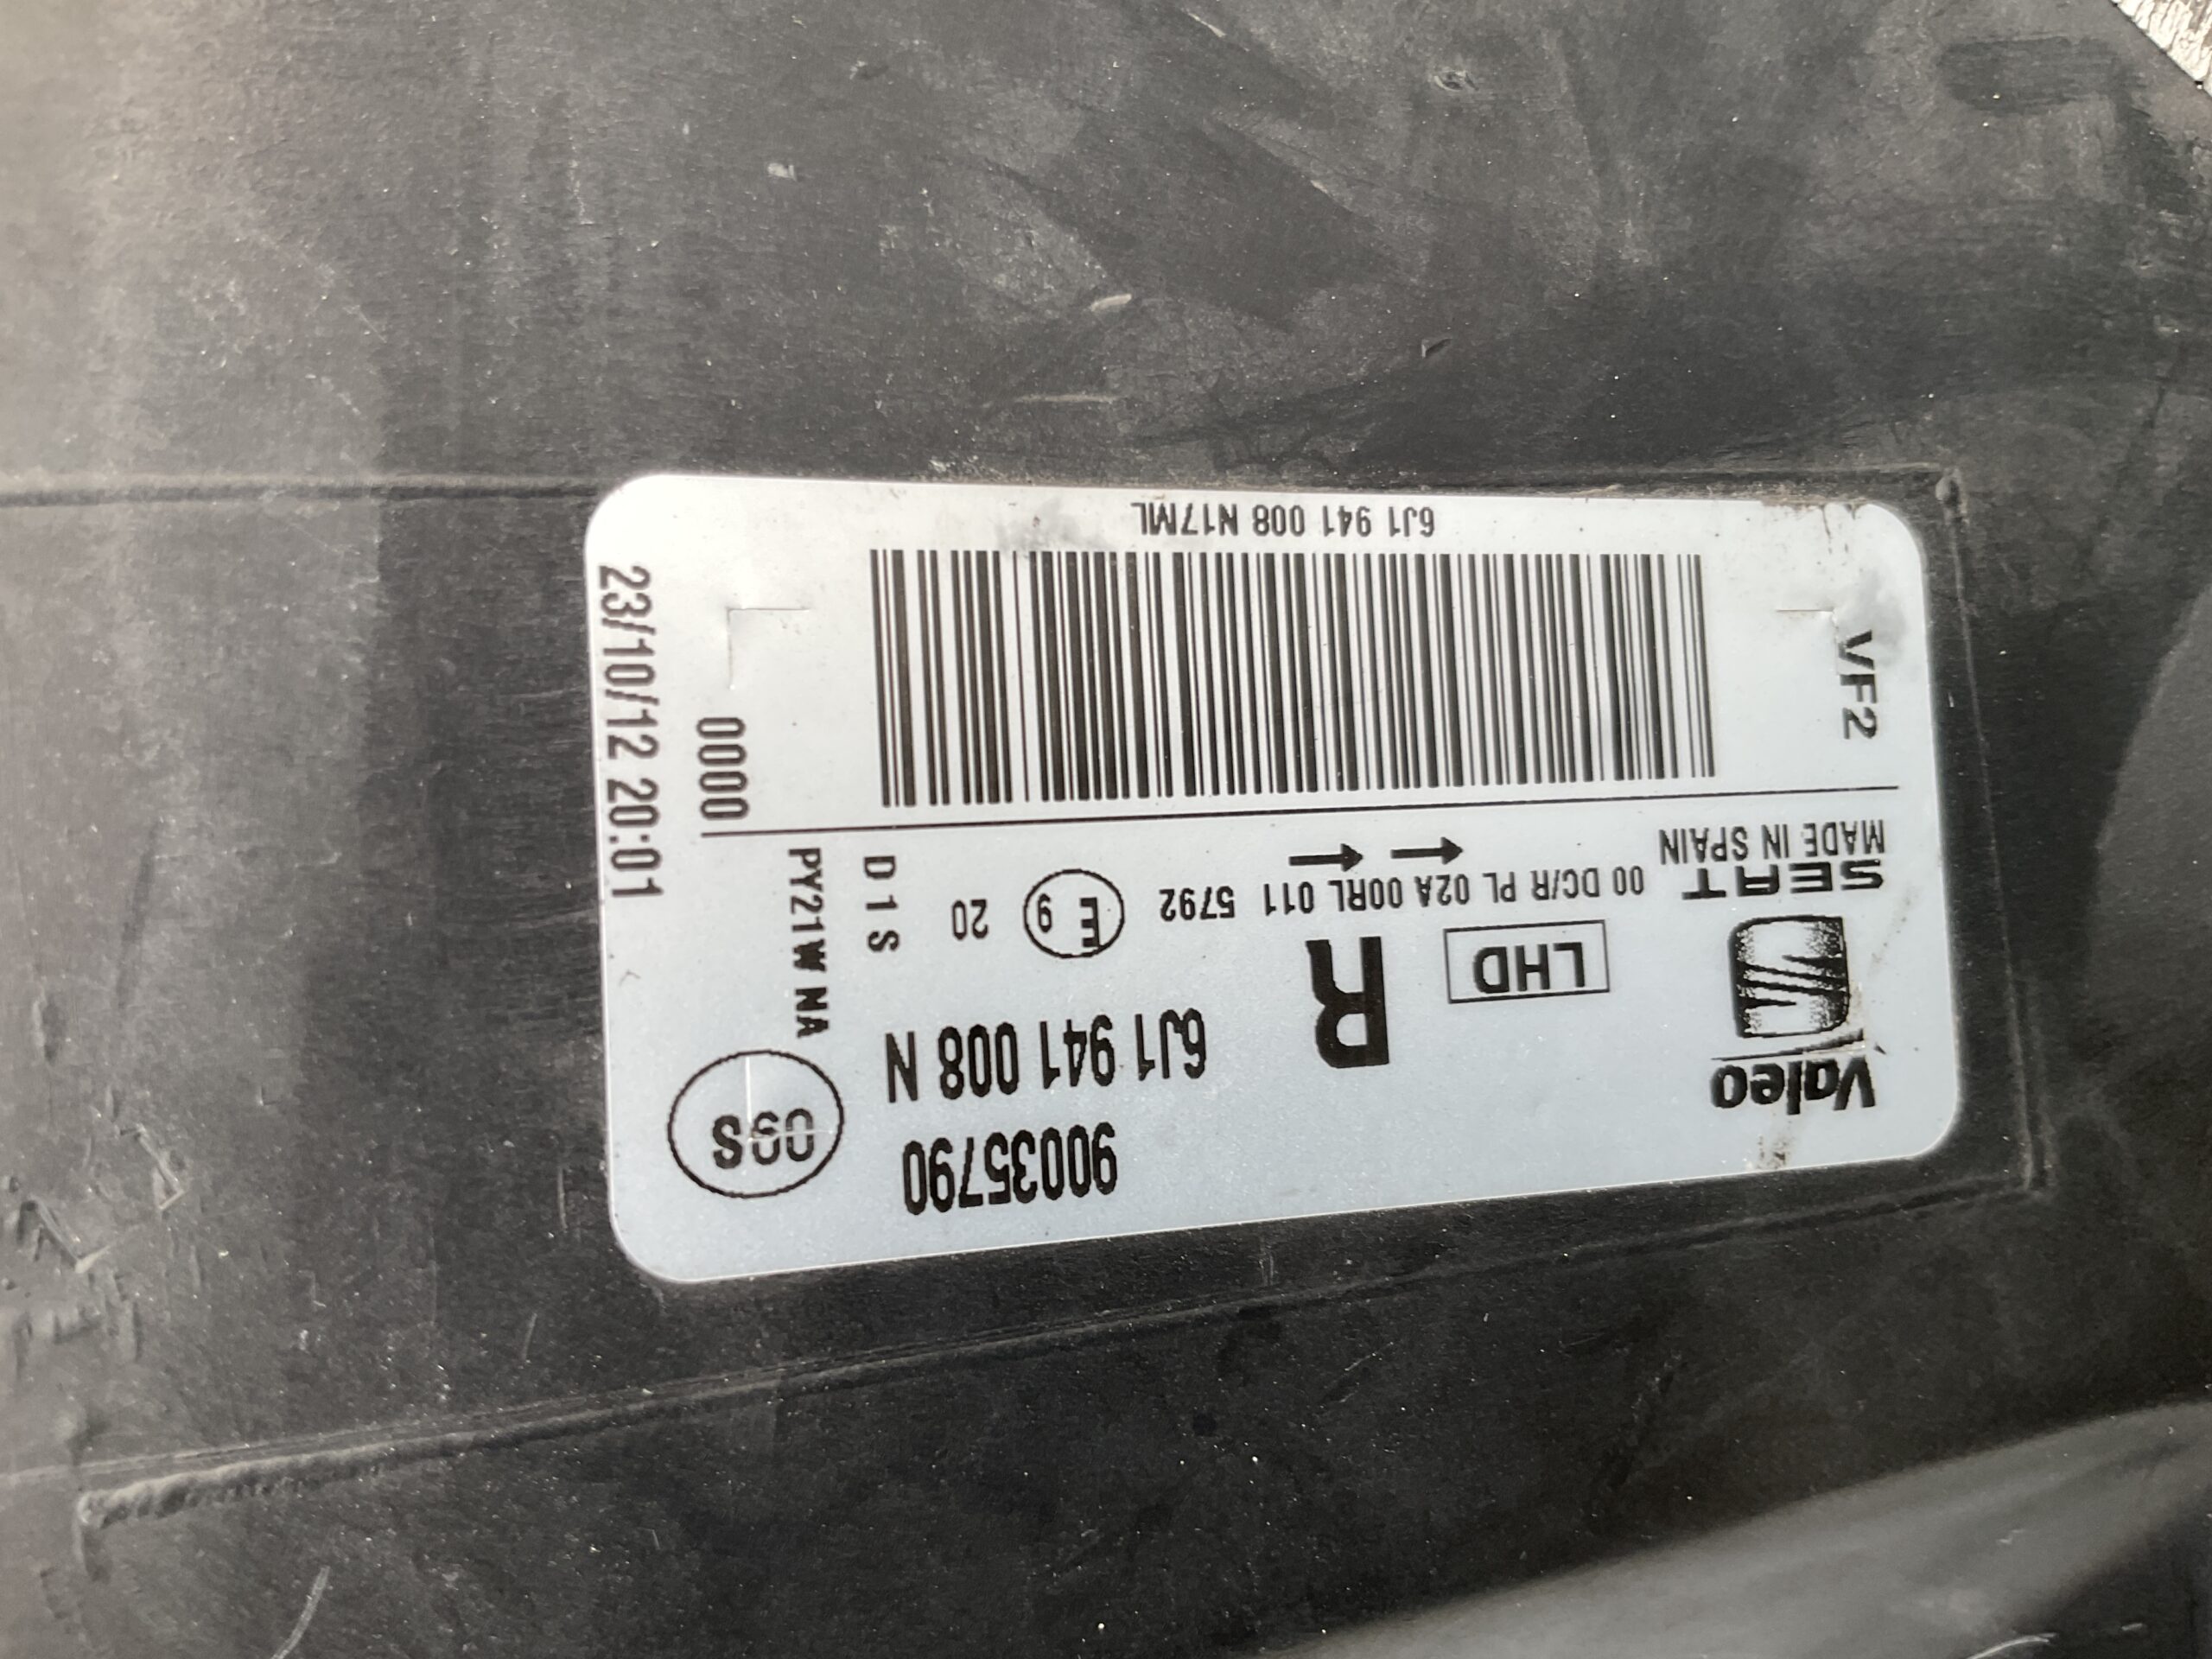 90035790
09S
Valeo
6J1 941 008 N
R
LHD
SEAT
MADE IN SPAIN
00 DC/R PL 02A 00RL 011 5792
E 9
20
D1S
PY21W NA
VF2
0000
23/10/12 20:01
6J1 941 008 N17ML